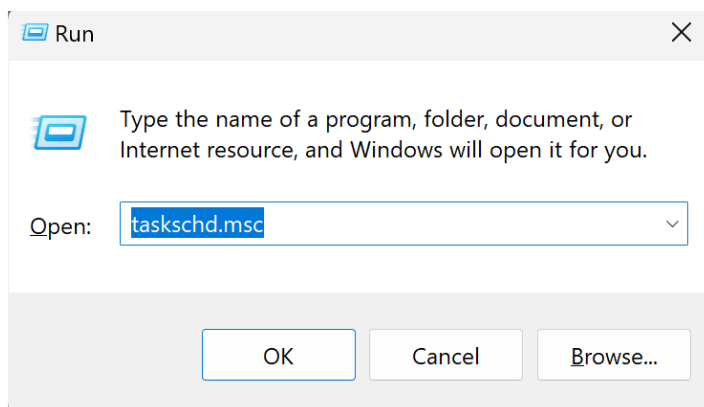 Run
Type the name of a program, folder, document, or
Internet resource, and Windows will open it for you.
Open: taskschd.msc
OK Cancel Browse...